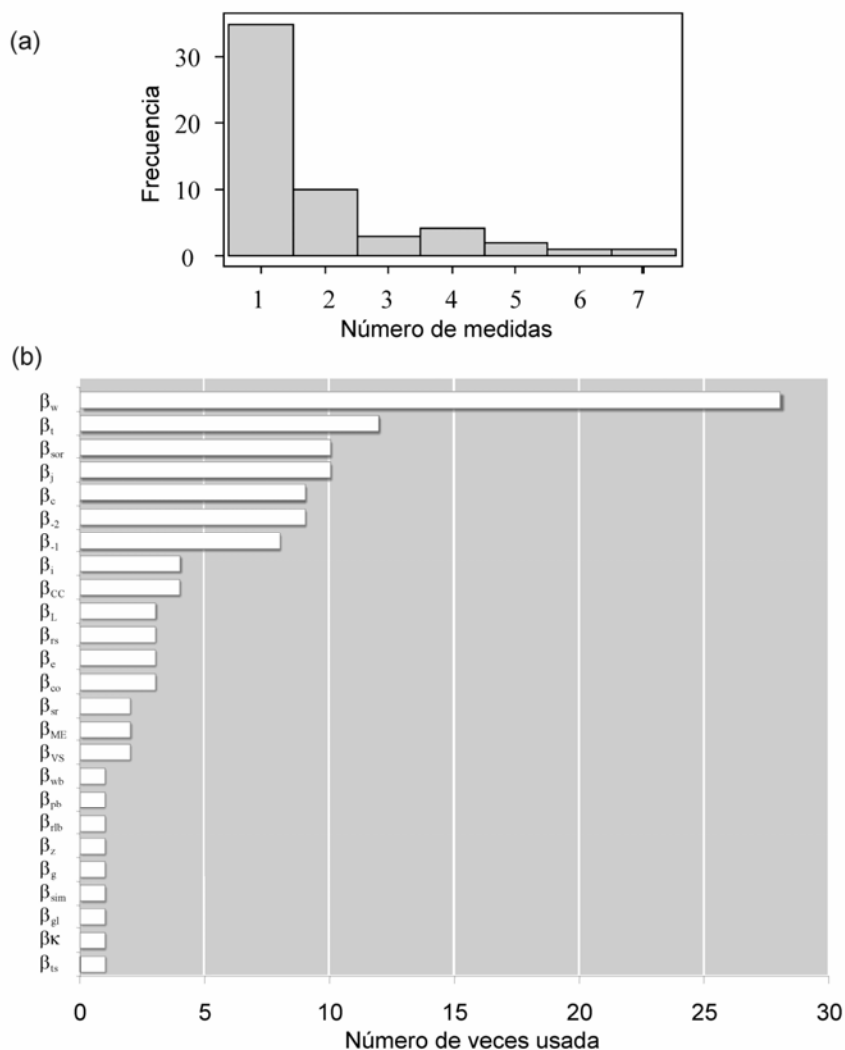 (a)
30
20
10
0
Frecuencia
1 2 3 4 5 6 7
Número de medidas
(b)
βw
βt
βsor
βj
βc
β-2
β-1
βi
βCC
βL
βrs
βe
βco
βsr
βME
βVS
βwb
βpb
βrlb
βz
βg
βsim
βgl
βκ
βts
0 5 10 15 20 25 30
Número de veces usada